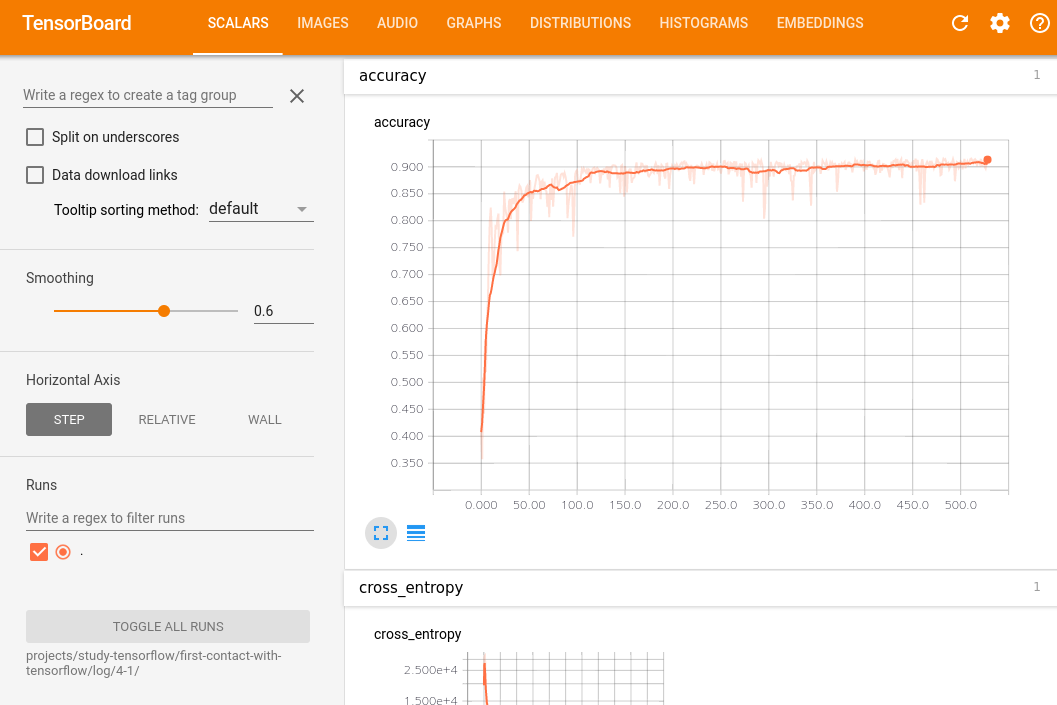 TensorBoard
SCALARS IMAGES AUDIO GRAPHS DISTRIBUTIONS HISTOGRAMS EMBEDDINGS
Write a regex to create a tag group
Split on underscores
Data download links
Tooltip sorting method: default
Smoothing
0.6
Horizontal Axis
STEP RELATIVE WALL
Runs
Write a regex to filter runs
.
TOGGLE ALL RUNS
projects/study-tensorflow/first-contact-with-
tensorflow/log/4-1/
accuracy 1
accuracy
0.900
0.850
0.800
0.750
0.700
0.650
0.600
0.550
0.500
0.450
0.400
0.350
0.000 50.00 100.0 150.0 200.0 250.0 300.0 350.0 400.0 450.0 500.0
cross_entropy 1
cross_entropy
2.500e+4
1.500e+4